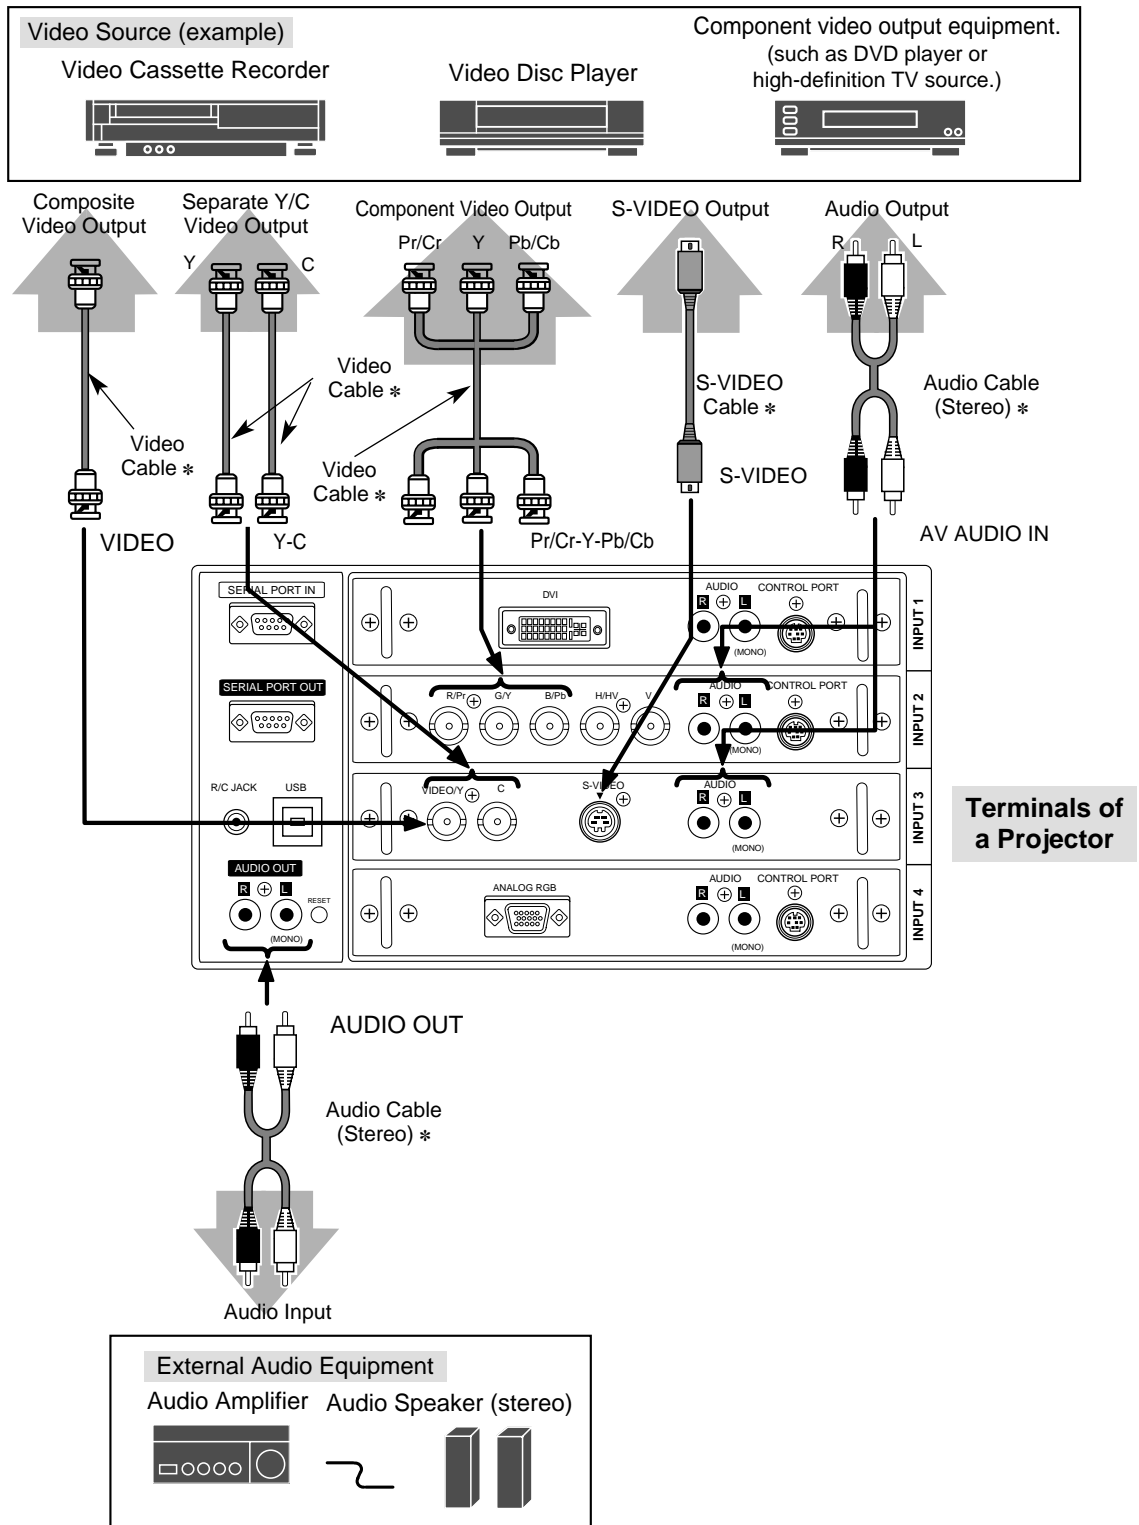 Video Source (example)
Video Cassette Recorder
Video Disc Player
Component video output equipment.
(such as DVD player or
high-definition TV source.)
Composite
Video Output
Separate Y/C
Video Output
Component Video Output
S-VIDEO Output
Audio Output
Y
C
Pr/Cr
Y
Pb/Cb
R
L
Video
Cable *
Video
Cable *
Video
Cable *
S-VIDEO
Cable *
Audio Cable
(Stereo) *
VIDEO
Y-C
Pr/Cr-Y-Pb/Cb
S-VIDEO
AV AUDIO IN
SERIAL PORT IN
DVI
AUDIO
R
L
(MONO)
CONTROL PORT
INPUT 1
SERIAL PORT OUT
R/Pr
G/Y
B/Pb
H/HV
V
AUDIO
R
L
(MONO)
CONTROL PORT
INPUT 2
R/C JACK
USB
VIDEO/Y
C
S-VIDEO
AUDIO
R
L
(MONO)
INPUT 3
Terminals of
a Projector
AUDIO OUT
R
L
(MONO)
RESET
ANALOG RGB
AUDIO
R
L
(MONO)
CONTROL PORT
INPUT 4
AUDIO OUT
Audio Cable
(Stereo) *
Audio Input
External Audio Equipment
Audio Amplifier
Audio Speaker (stereo)